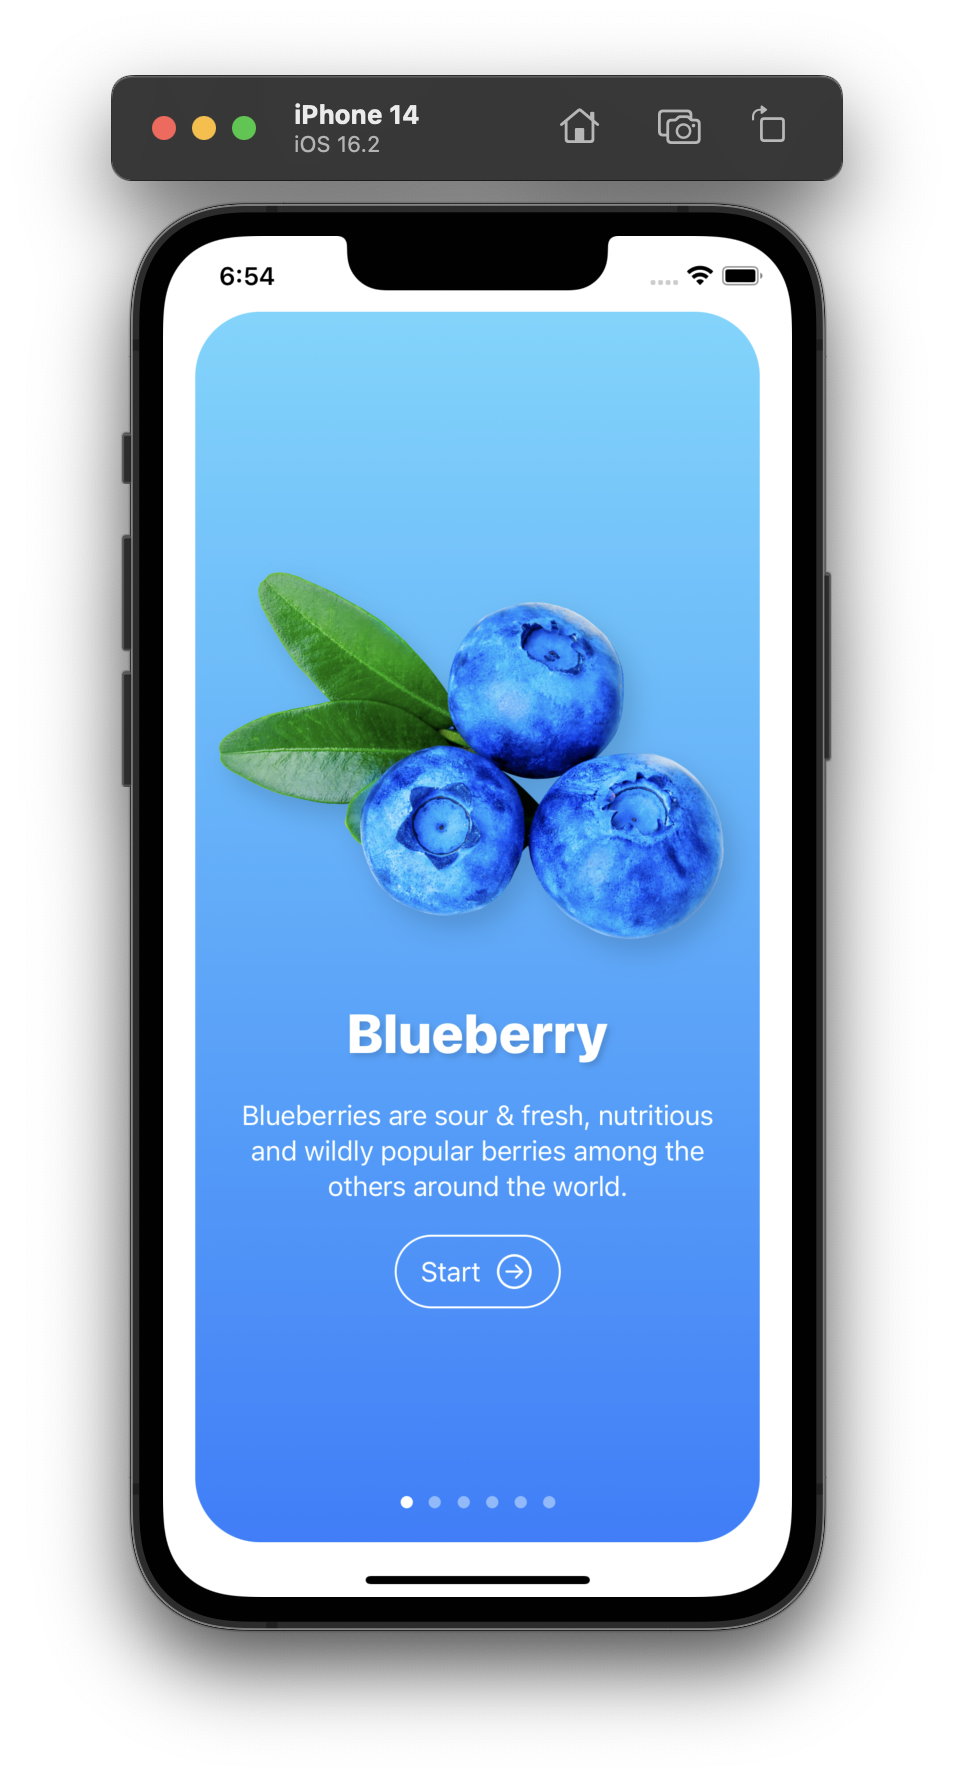 iPhone 14
iOS 16.2
6:54
Blueberry
Blueberries are sour & fresh, nutritious
and wildly popular berries among the
others around the world.
Start